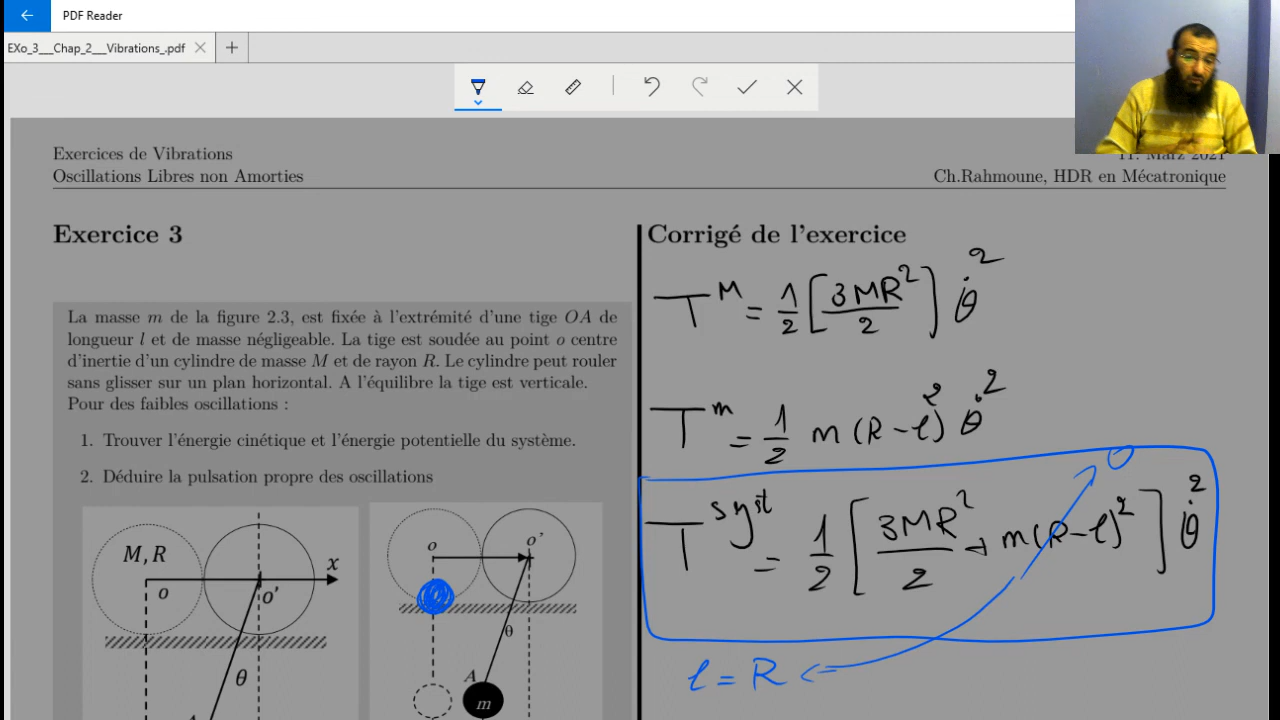 PDF Reader
EXo_3__Chap_2__Vibrations_.pdf
Exercices de Vibrations
Oscillations Libres non Amorties
11. März 2021
Ch.Rahmoune, HDR en Mécatronique
Exercice 3
La masse m de la figure 2.3, est fixée à l'extrémité d'une tige OA de
longueur l et de masse négligeable. La tige est soudée au point o centre
d'inertie d'un cylindre de masse M et de rayon R. Le cylindre peut rouler
sans glisser sur un plan horizontal. A l'équilibre la tige est verticale.
Pour des faibles oscillations :
1. Trouver l'énergie cinétique et l'énergie potentielle du système.
2. Déduire la pulsation propre des oscillations
M, R
o
o'
x
θ
o
o'
θ
A
m
Corrigé de l'exercice
T^M = 1/2 [3MR²/2] θ̇²
T^m = 1/2 m(R-l)² θ̇²
O
T^syst = 1/2 [3MR²/2 + m(R-l)²] θ̇²
l = R